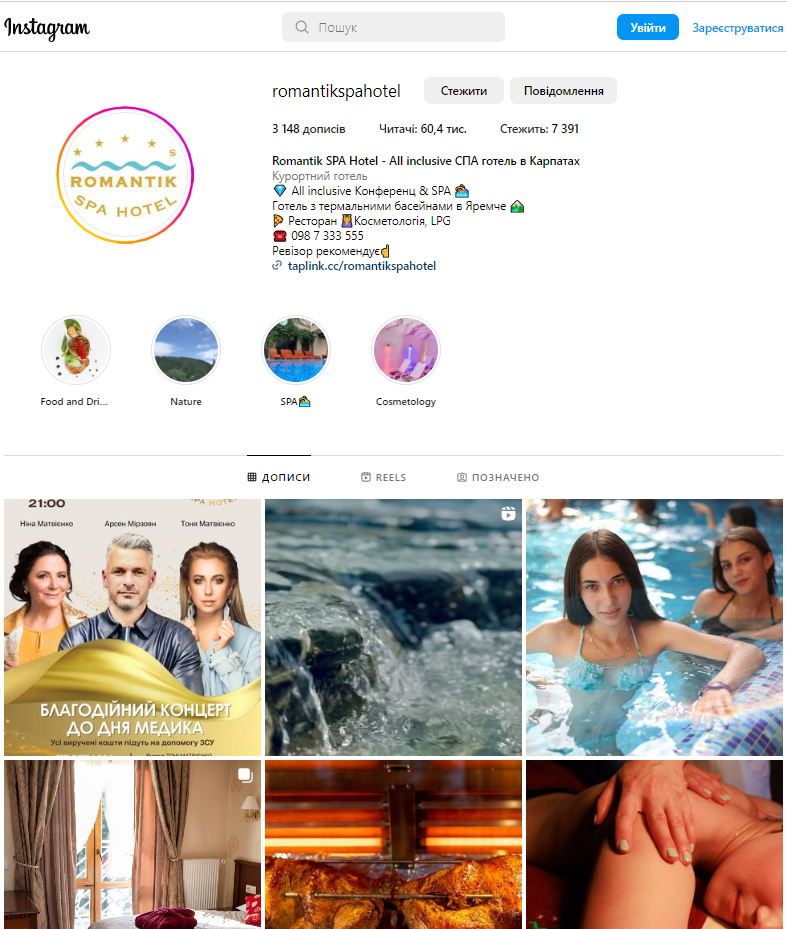 Instagram
Пошук
Увійти
Зареєструватися
romantikspahotel
Стежити
Повідомлення
3 148 дописів
Читачі: 60,4 тис.
Стежить: 7 391
ROMANTIK
SPA HOTEL
S
Romantik SPA Hotel - All inclusive СПА готель в Карпатах
Курортний готель
💎 All inclusive Конференц & SPA 🏊
Готель з термальними басейнами в Яремче 🏔
🍕 Ресторан 💆Косметологія, LPG
☎️ 098 7 333 555
Ревізор рекомендує☝
taplink.cc/romantikspahotel
Food and Dri...
Nature
SPA🏊
Cosmetology
ДОПИСИ
REELS
ПОЗНАЧЕНО
21:00
SPA HOTEL
Ніна Матвієнко
Арсен Мірзоян
Тоня Матвієнко
БЛАГОДІЙНИЙ КОНЦЕРТ
ДО ДНЯ МЕДИКА
Усі виручені кошти підуть на допомогу ЗСУ